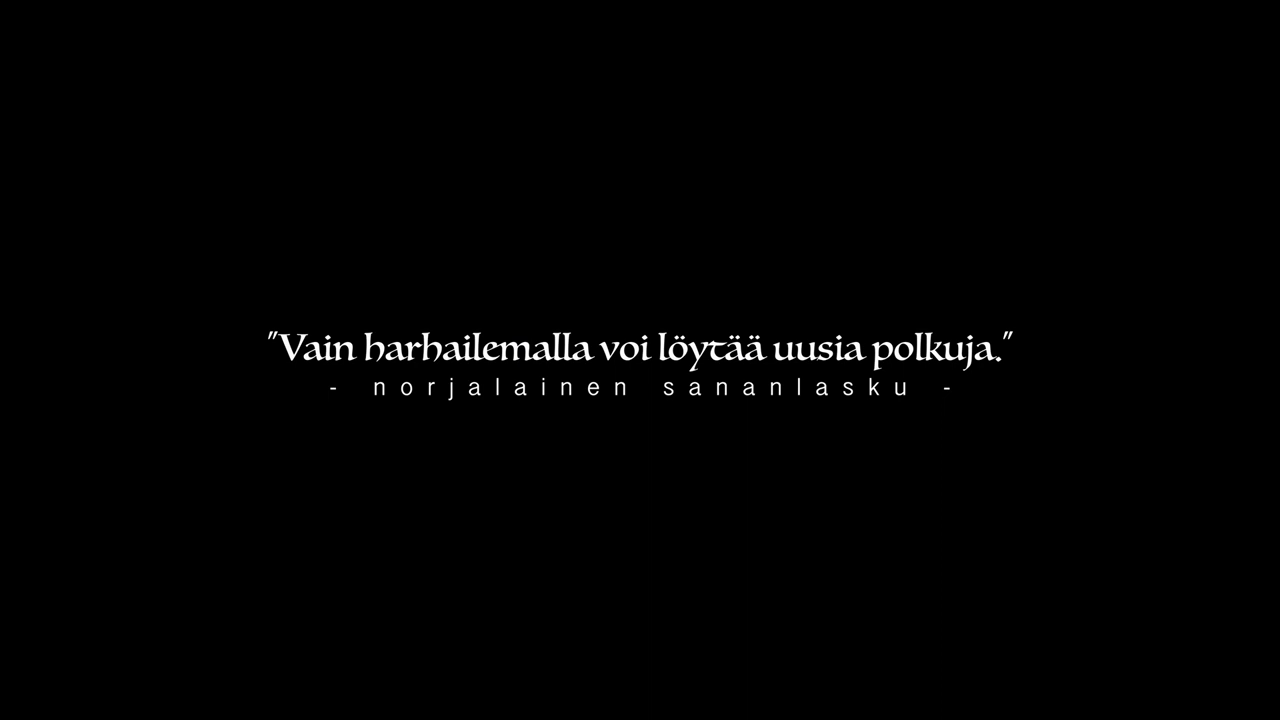 "Vain harhailemalla voi löytää uusia polkuja."
- norjalainen sananlasku -